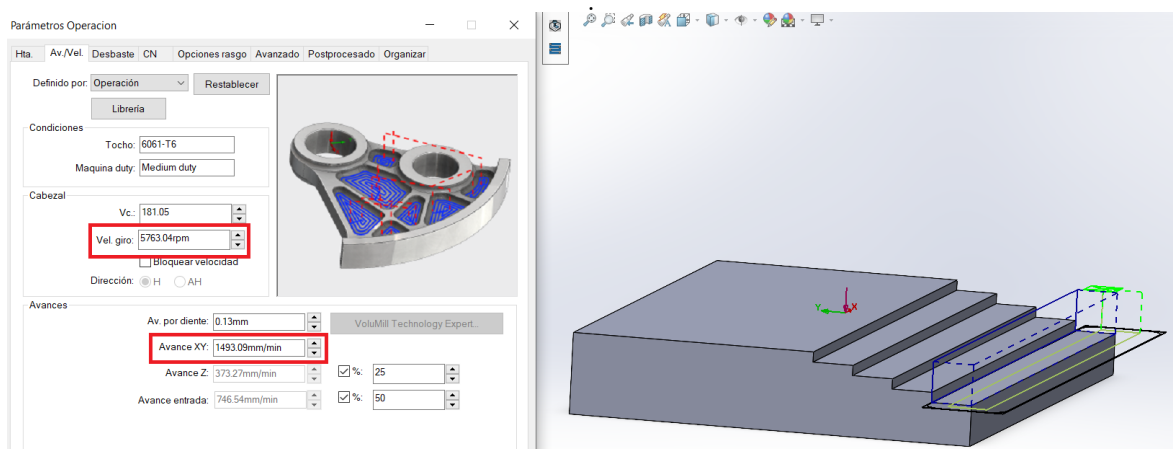 Parámetros Operacion
Hta. Av./Vel. Desbaste CN Opciones rasgo Avanzado Postprocesado Organizar
Definido por: Operación Restablecer
Librería
Condiciones
Tocho: 6061-T6
Maquina duty: Medium duty
Cabezal
Vc.: 181.05
Vel. giro: 5763.04rpm
Bloquear velocidad
Dirección: H AH
Avances
Av. por diente: 0.13mm VoluMill Technology Expert...
Avance XY: 1493.09mm/min
Avance Z: 373.27mm/min %: 25
Avance entrada: 746.54mm/min %: 50
Y X